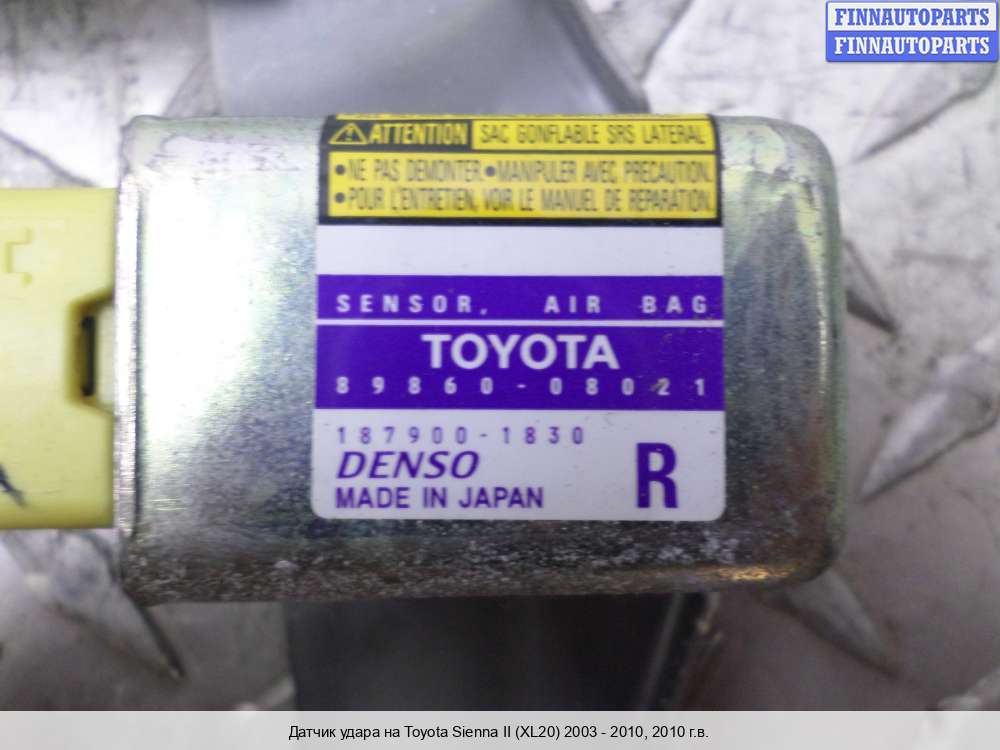 FINNAUTOPARTS
FINNAUTOPARTS
ATTENTION SAC GONFLABLE SRS LATERAL
•NE PAS DEMONTER •MANIPULER AVEC PRECAUTION.
•POUR L'ENTRETIEN, VOIR LE MANUEL DE REPARATION.
SENSOR, AIR BAG
TOYOTA
89860-08021
187900-1830
DENSO
MADE IN JAPAN
R
Датчик удара на Toyota Sienna II (XL20) 2003 - 2010, 2010 г.в.